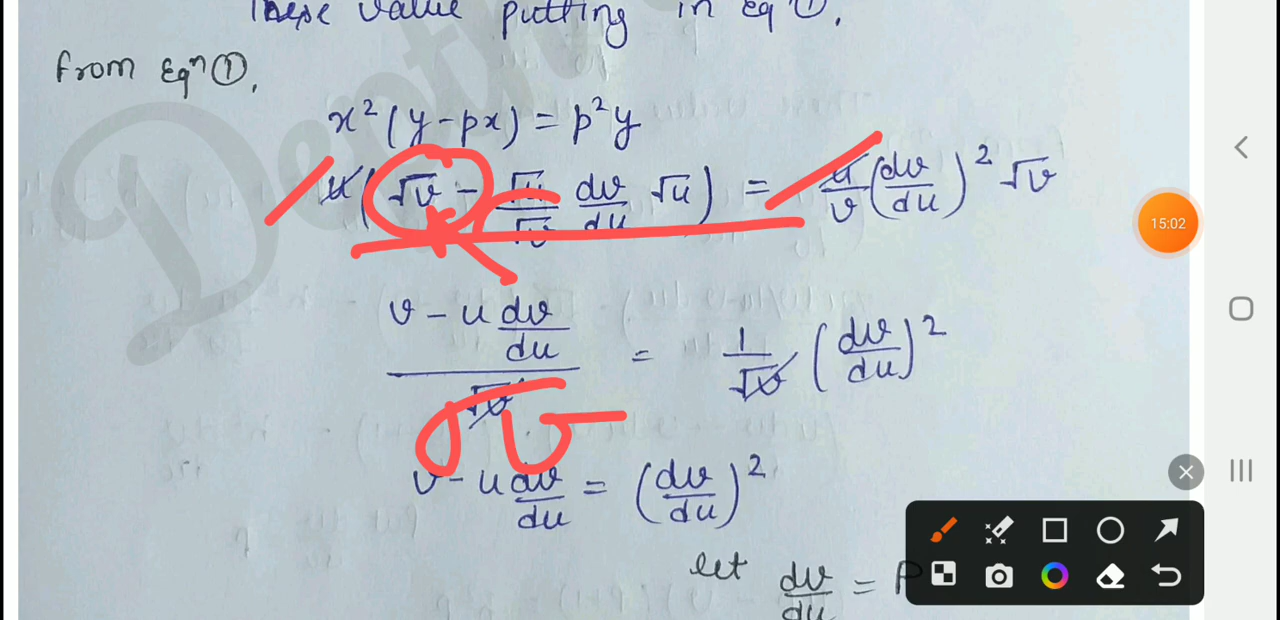 These value putting in Eq ①.
from Eqⁿ ①,
x²(y-px) = p²y
u(√v - √u/√v dv/du √u) = u/v (dv/du)² √v
(v - u dv/du)/√v = 1/√v (dv/du)²
√v
v - u dv/du = (dv/du)²
let dv/du = P
15:02